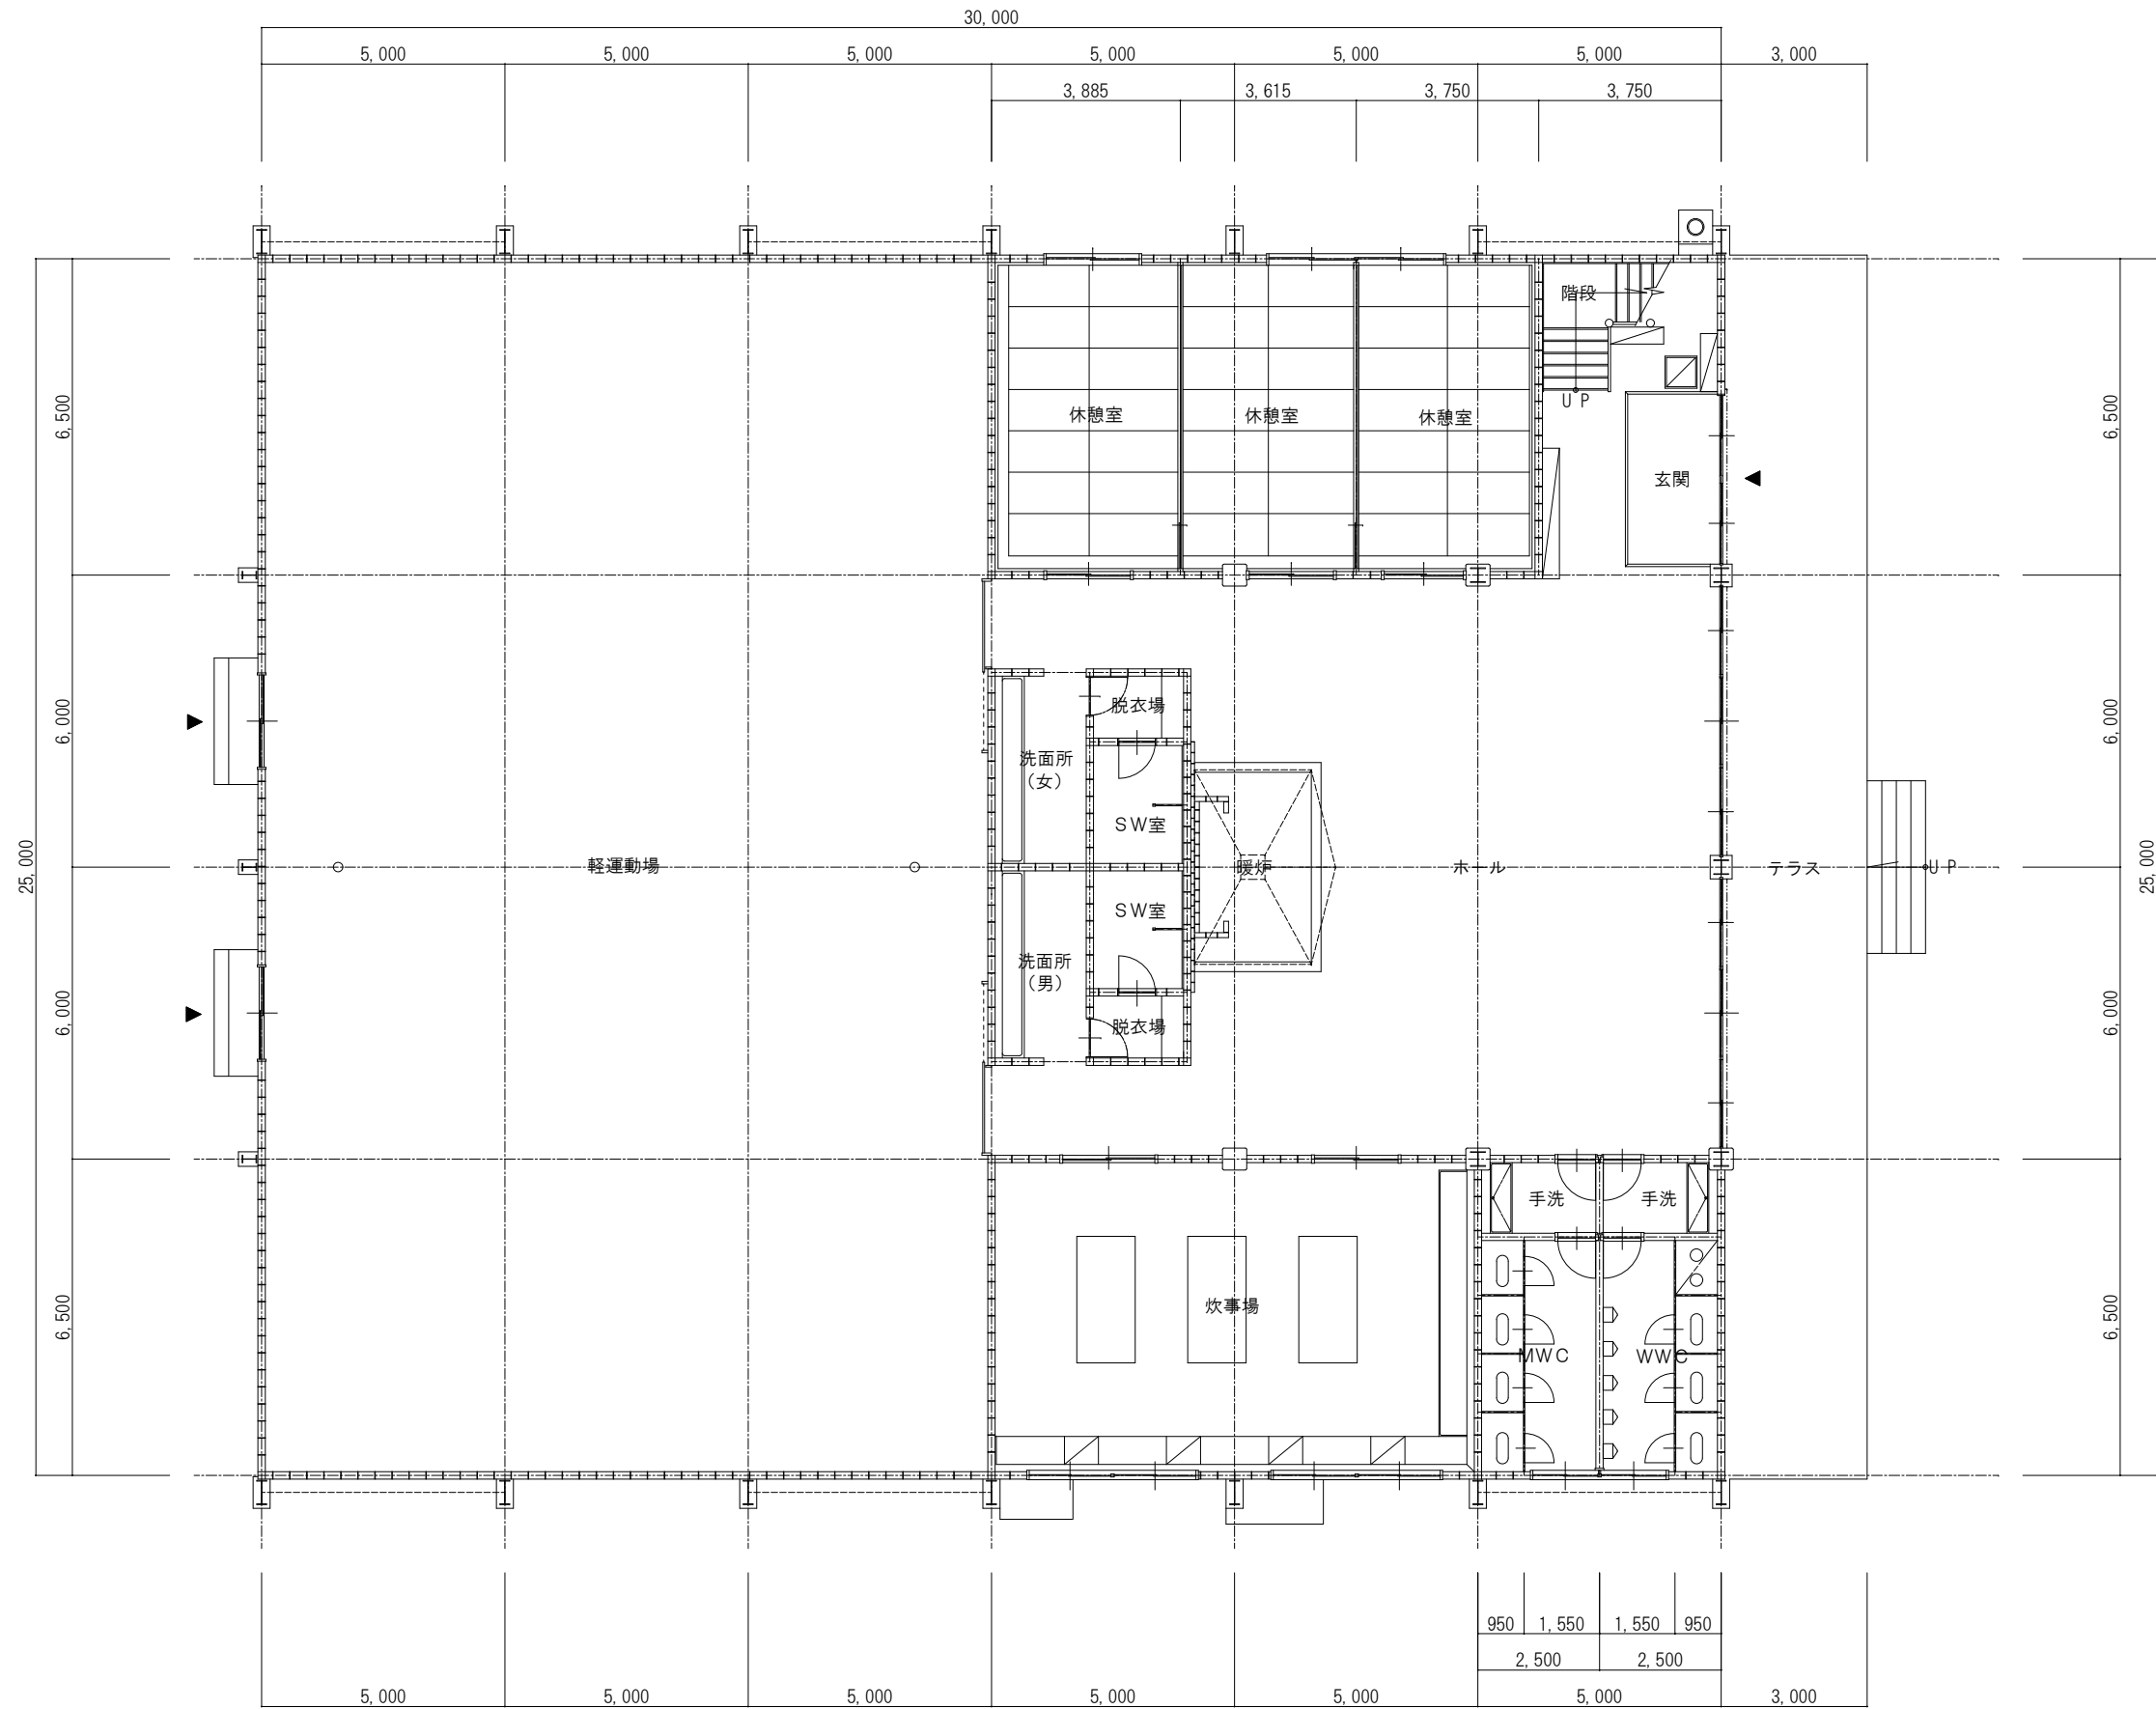 30,000
5,000 5,000 5,000 5,000 5,000 5,000 3,000
3,885 3,615 3,750 3,750
階段
UP
休憩室 休憩室 休憩室
玄関
6,500 6,500
脱衣場
6,000 6,000
洗面所
(女)
SW室
25,000 25,000
軽運動場 暖炉 ホール テラス UP
SW室
洗面所
(男)
6,000 6,000
脱衣場
手洗 手洗
炊事場
6,500 6,500
MWC WWC
950 1,550 1,550 950
2,500 2,500
5,000 5,000 5,000 5,000 5,000 5,000 3,000